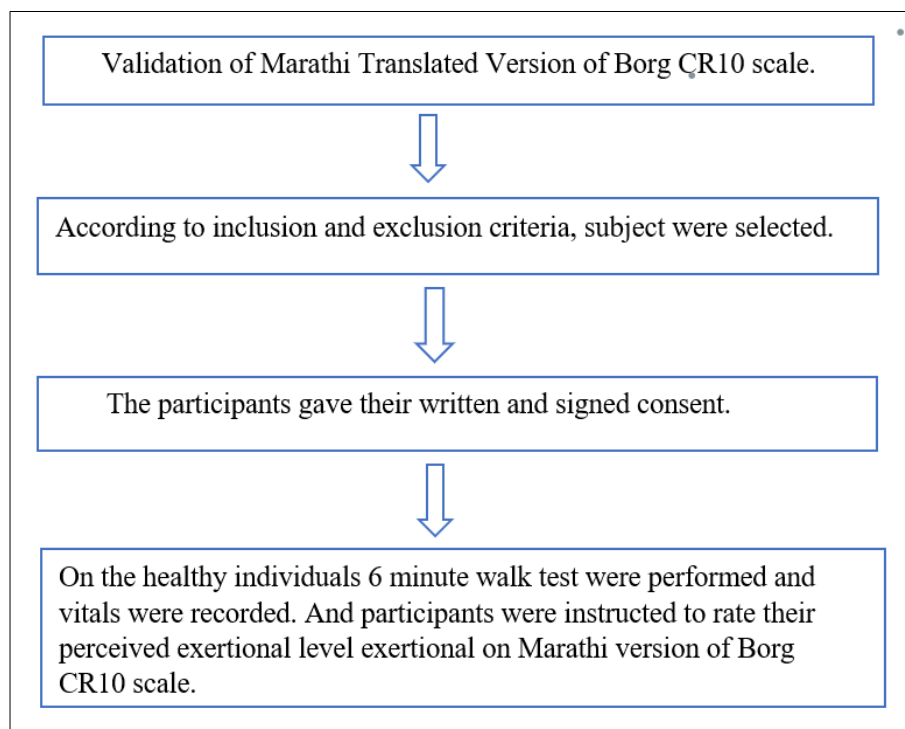 Validation of Marathi Translated Version of Borg CR10 scale.
According to inclusion and exclusion criteria, subject were selected.
The participants gave their written and signed consent.
On the healthy individuals 6 minute walk test were performed and
vitals were recorded. And participants were instructed to rate their
perceived exertional level exertional on Marathi version of Borg
CR10 scale.